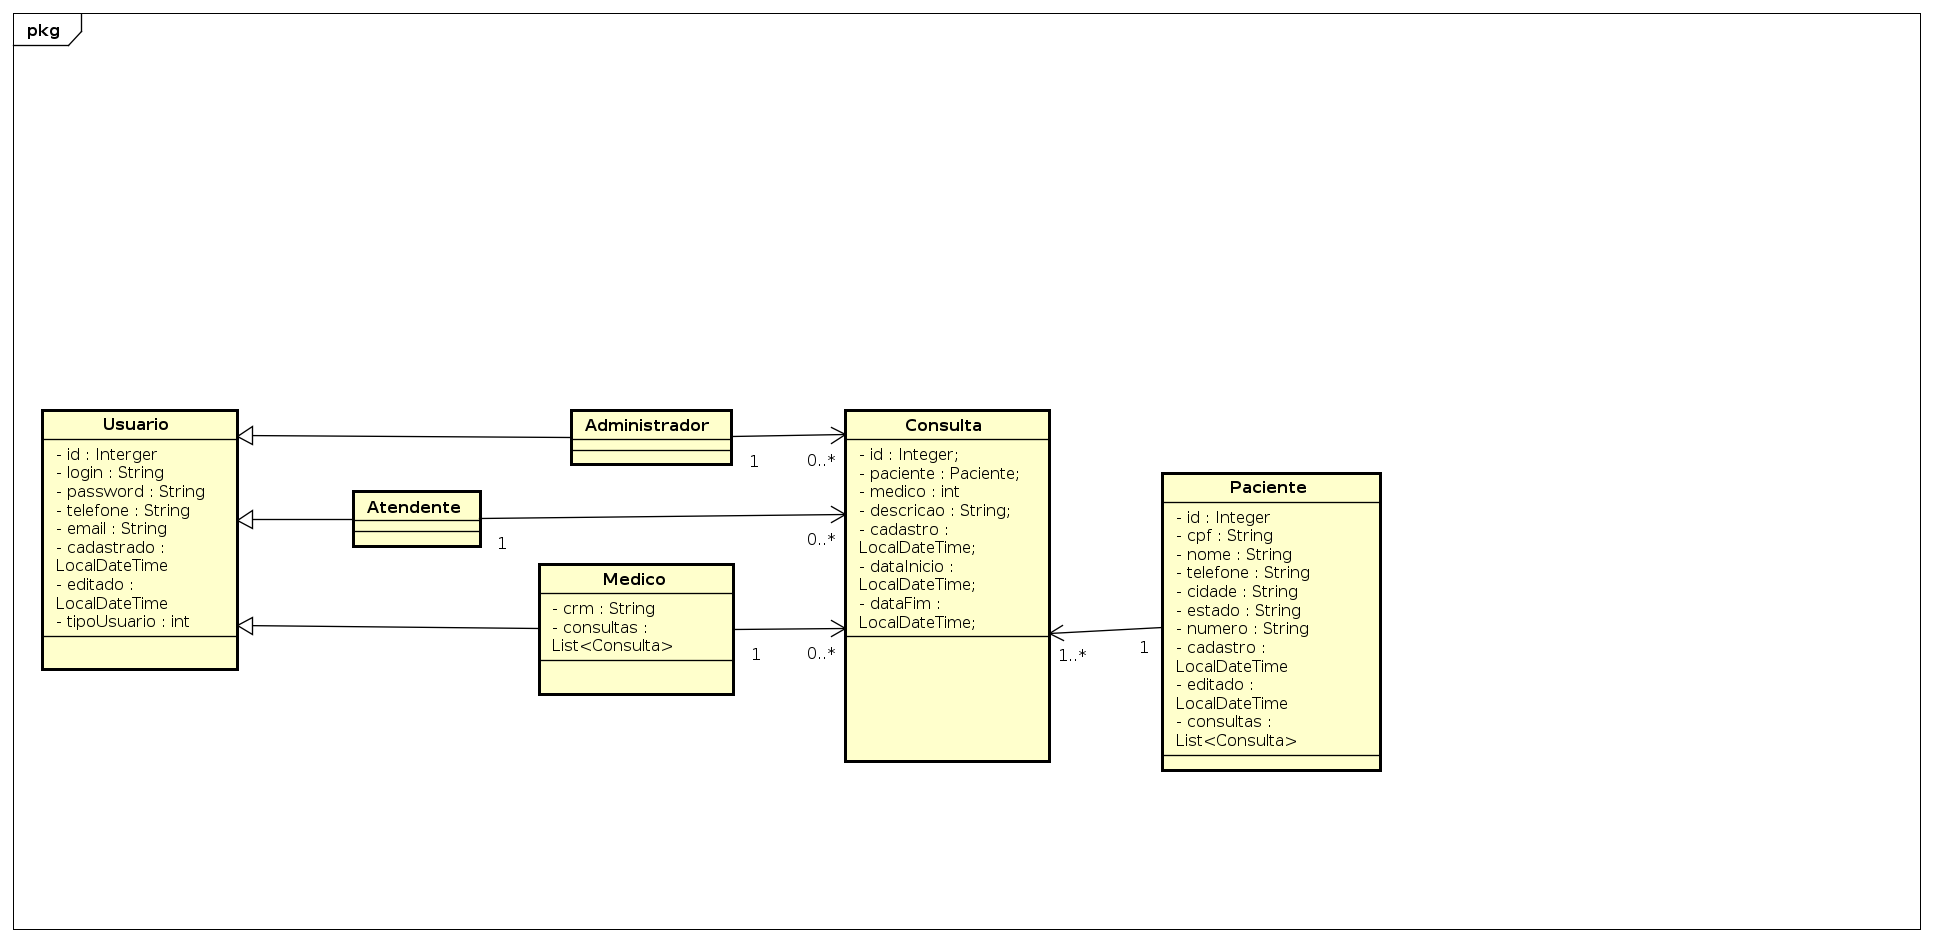 pkg
Usuario
- id : Interger
- login : String
- password : String
- telefone : String
- email : String
- cadastrado :
LocalDateTime
- editado :
LocalDateTime
- tipoUsuario : int
Administrador
1
0..*
Atendente
1
0..*
Medico
- crm : String
- consultas :
List<Consulta>
1
0..*
Consulta
- id : Integer;
- paciente : Paciente;
- medico : int
- descricao : String;
- cadastro :
LocalDateTime;
- dataInicio :
LocalDateTime;
- dataFim :
LocalDateTime;
1..*
1
Paciente
- id : Integer
- cpf : String
- nome : String
- telefone : String
- cidade : String
- estado : String
- numero : String
- cadastro :
LocalDateTime
- editado :
LocalDateTime
- consultas :
List<Consulta>